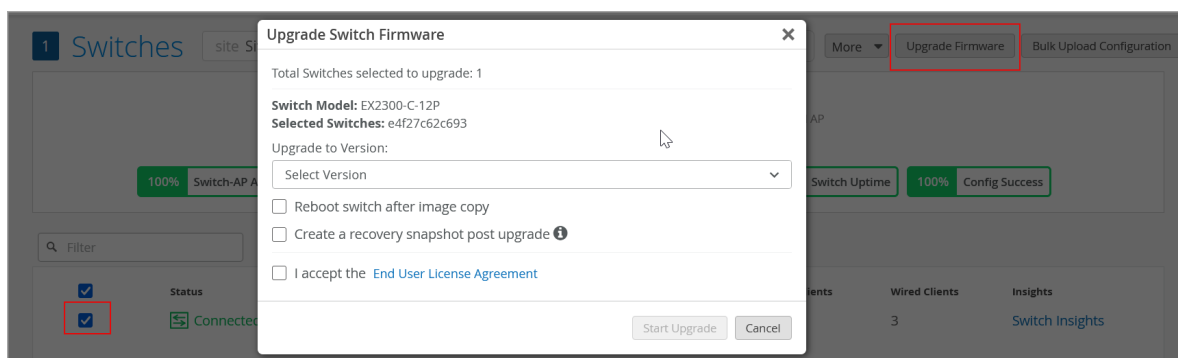 1 Switches site Si
Upgrade Switch Firmware
More Upgrade Firmware Bulk Upload Configuration
Total Switches selected to upgrade: 1
Switch Model: EX2300-C-12P
Selected Switches: e4f27c62c693
AP
Upgrade to Version:
Select Version
100% Switch-AP A
Switch Uptime 100% Config Success
Reboot switch after image copy
Create a recovery snapshot post upgrade
Filter
I accept the End User License Agreement
Status
ients Wired Clients Insights
Connected
3 Switch Insights
Start Upgrade Cancel